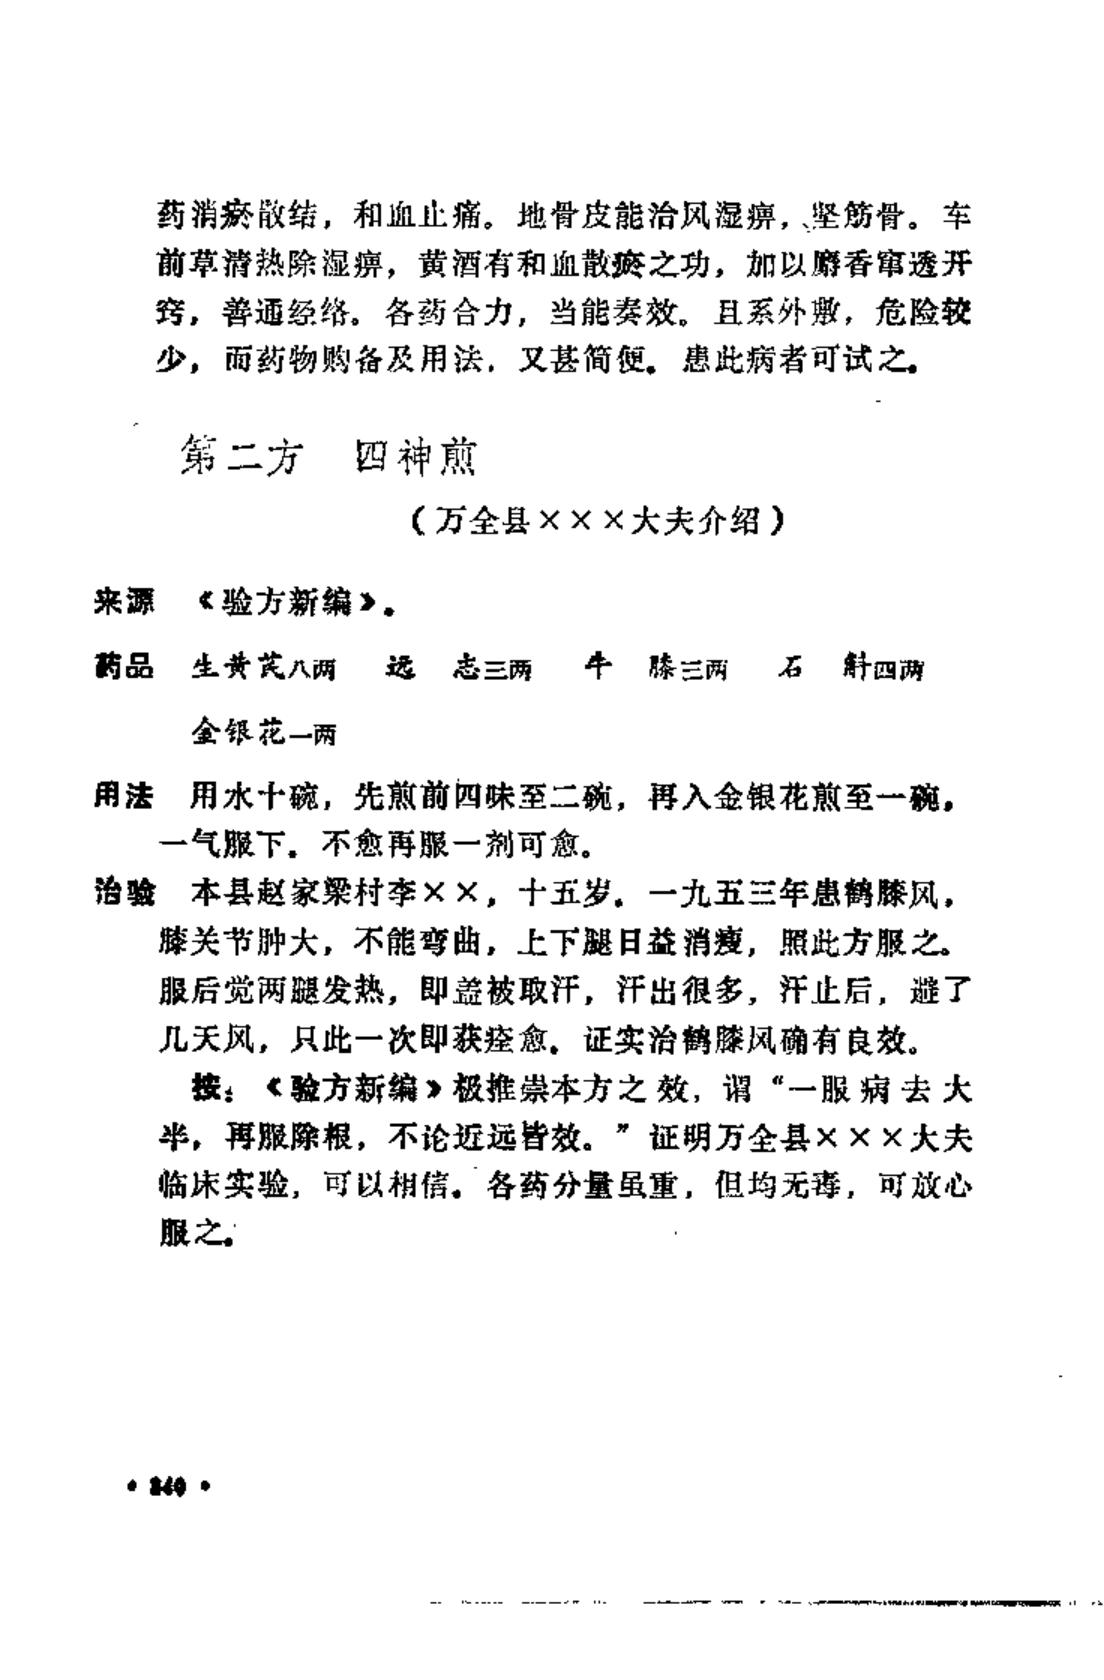 药消瘀散结，和血止痛。地骨皮能治风湿痹，坚筋骨。车
前草清热除湿痹，黄酒有和血散瘀之功，加以麝香窜透开
窍，善通经络。各药合力，当能奏效。且系外敷，危险较
少，而药物购备及用法，又甚简便。患此病者可试之。
第二方　四神煎
（万全县×××大夫介绍）
来源　《验方新编》。
药品　生黄芪八两　远　志三两　牛　膝三两　石　斛四两
金银花一两
用法　用水十碗，先煎前四味至二碗，再入金银花煎至一碗，
一气服下。不愈再服一剂可愈。
治验　本县赵家梁村李××，十五岁。一九五三年患鹤膝风，
膝关节肿大，不能弯曲，上下腿日益消瘦，照此方服之。
服后觉两腿发热，即盖被取汗，汗出很多，汗止后，避了
几天风，只此一次即获痊愈。证实治鹤膝风确有良效。
按：《验方新编》极推崇本方之效，谓“一服病去大
半，再服除根，不论近远皆效。”证明万全县×××大夫
临床实验，可以相信。各药分量虽重，但均无毒，可放心
服之。